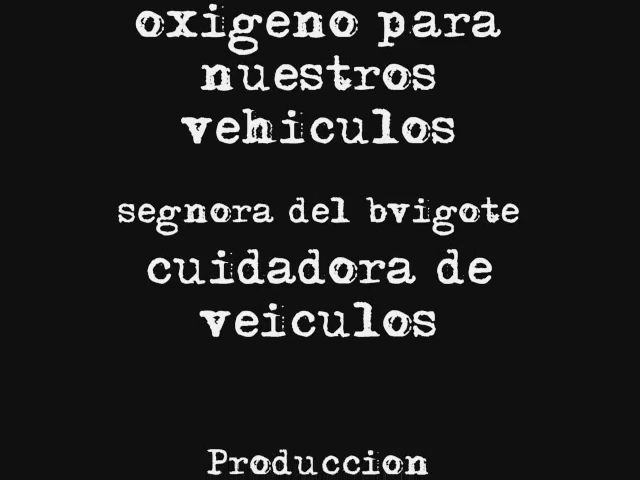 oxigeno para
nuestros
vehiculos
segnora del bvigote
cuidadora de
veiculos
Produccion